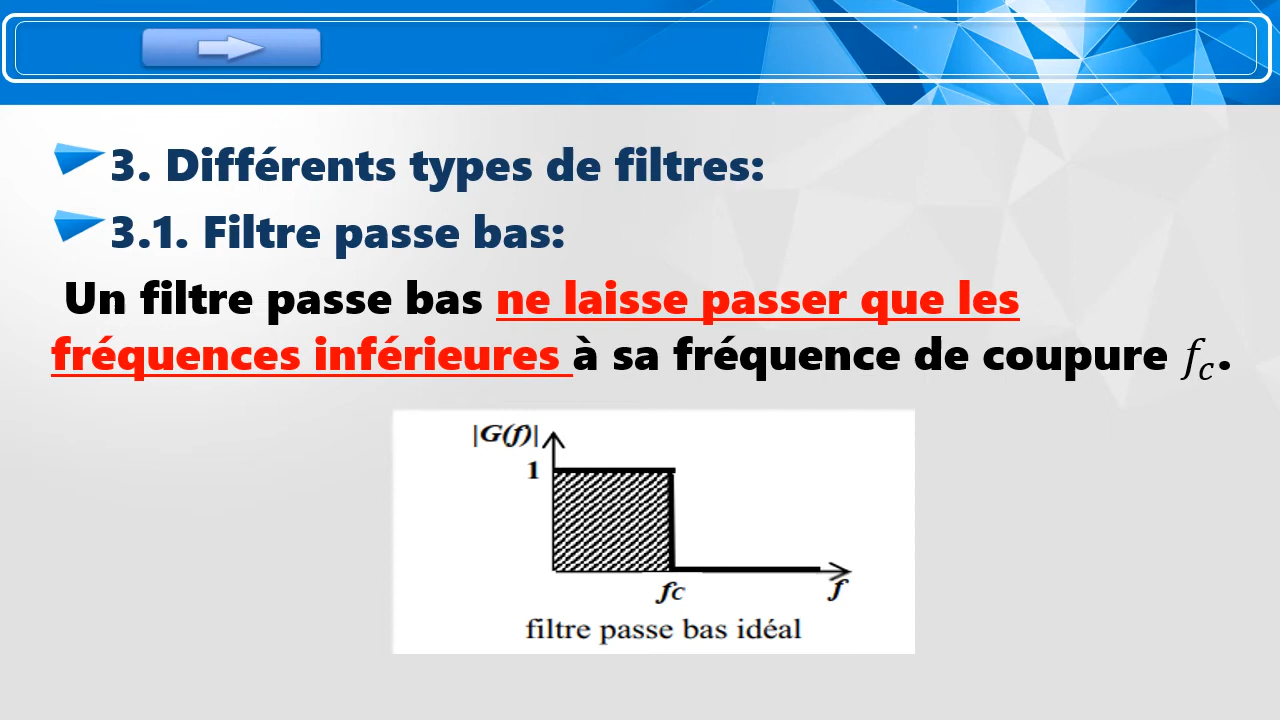 3. Différents types de filtres:
3.1. Filtre passe bas:
Un filtre passe bas ne laisse passer que les
fréquences inférieures à sa fréquence de coupure f_c.
|G(f)|
1
fc
f
filtre passe bas idéal